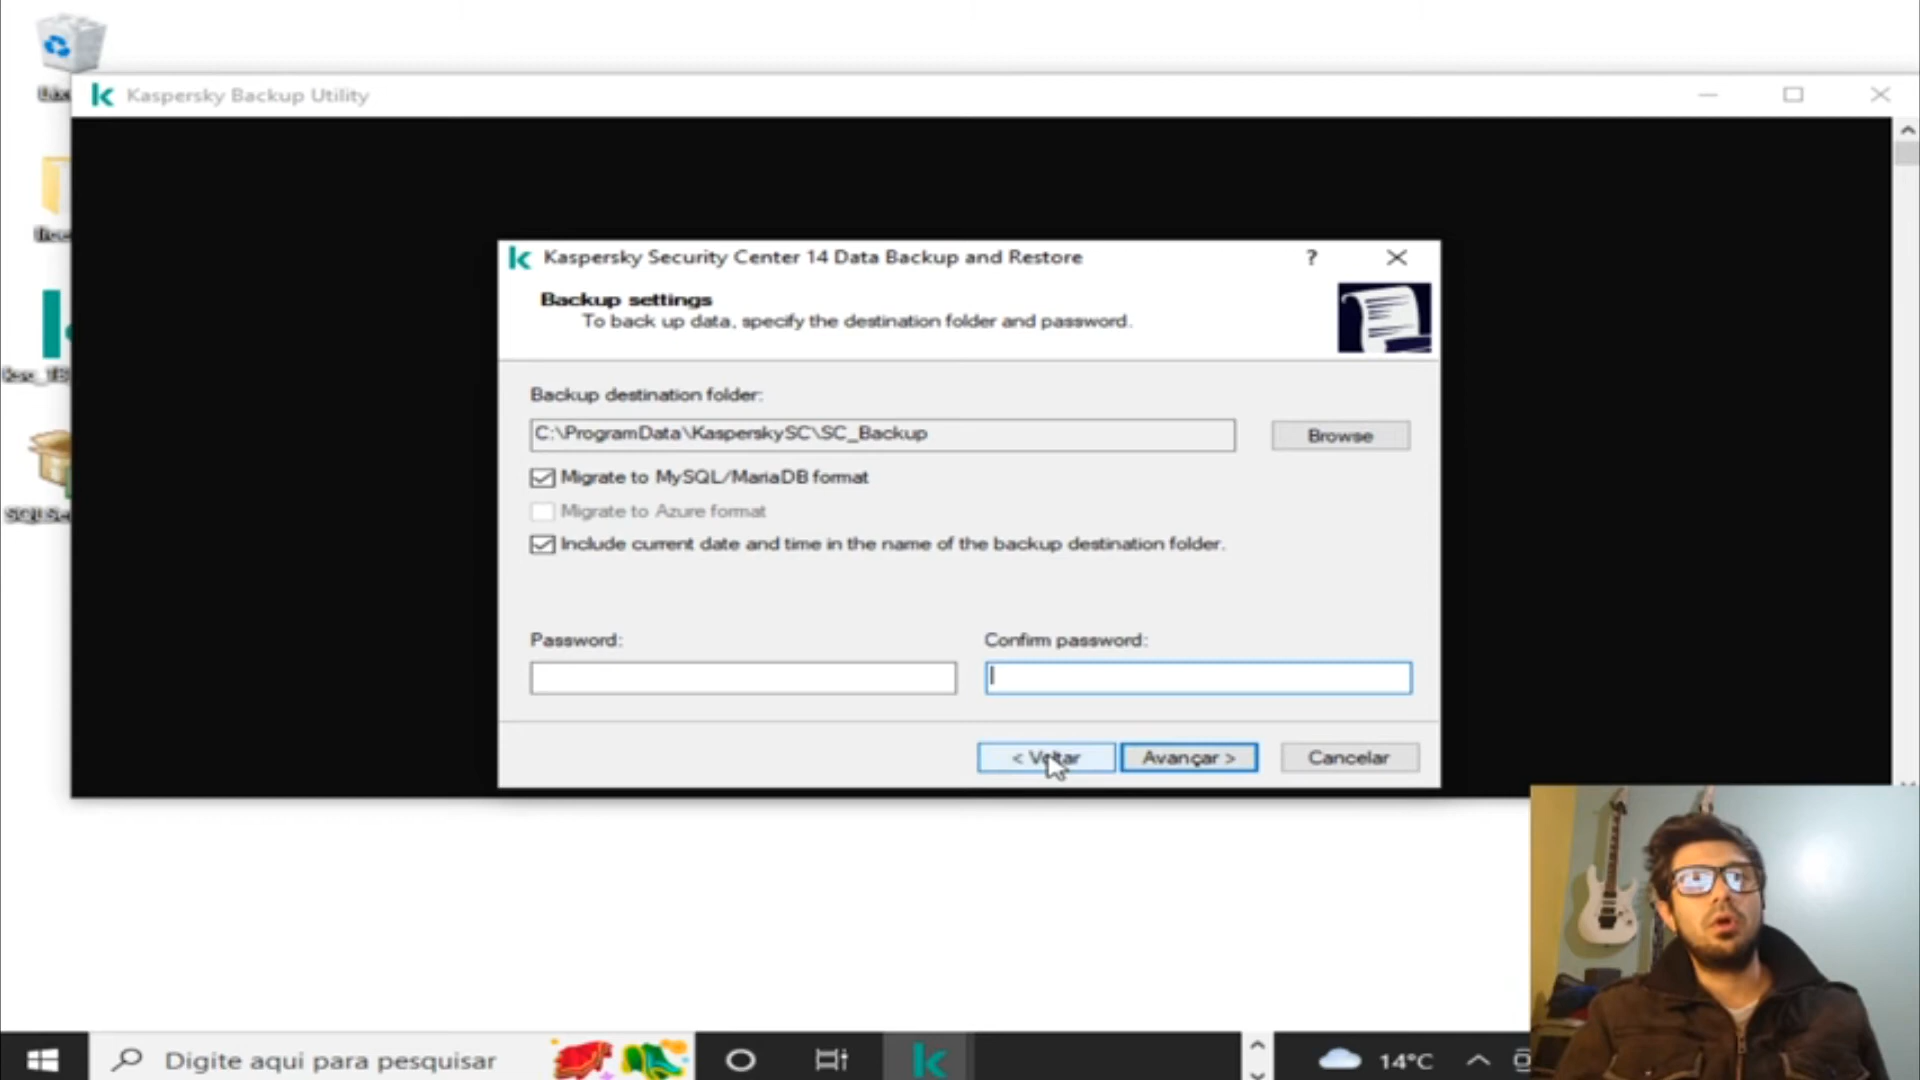 Kaspersky Backup Utility
Kaspersky Security Center 14 Data Backup and Restore
Backup settings
To back up data, specify the destination folder and password.
Backup destination folder:
C:\ProgramData\KasperskySC\SC_Backup
Browse
Migrate to MySQL/MariaDB format
Migrate to Azure format
Include current date and time in the name of the backup destination folder.
Password:
Confirm password:
< Voltar
Avançar >
Cancelar
Digite aqui para pesquisar
14°C